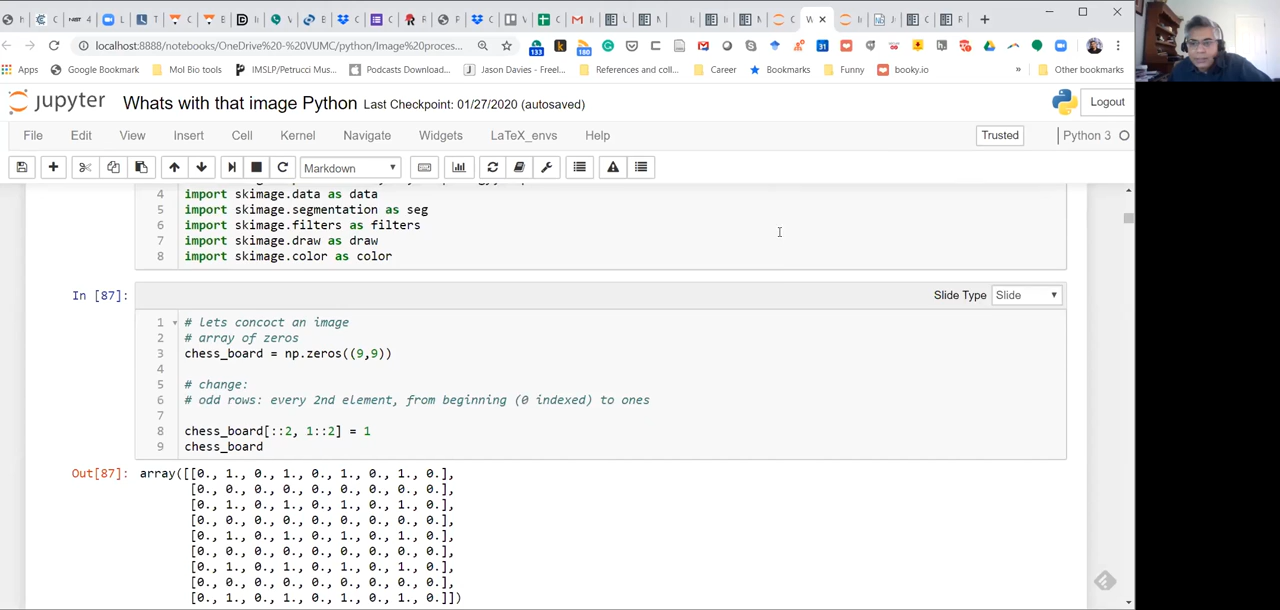 133
180
31
localhost:8888/notebooks/OneDrive%20-%20VUMC/python/Image%20proces...
Apps
Google Bookmark
Mol Bio tools
IMSLP/Petrucci Mus...
Podcasts Download...
Jason Davies - Freel...
References and coll...
Career
Bookmarks
Funny
booky.io
»
Other bookmarks
jupyter
Whats with that image Python Last Checkpoint: 01/27/2020 (autosaved)
Logout
File Edit View Insert Cell Kernel Navigate Widgets LaTeX_envs Help
Trusted
Python 3
Markdown
4 import skimage.data as data
5 import skimage.segmentation as seg
6 import skimage.filters as filters
7 import skimage.draw as draw
8 import skimage.color as color
In [87]:
Slide Type Slide
1 # lets concoct an image
2 # array of zeros
3 chess_board = np.zeros((9,9))
4
5 # change:
6 # odd rows: every 2nd element, from beginning (0 indexed) to ones
7
8 chess_board[::2, 1::2] = 1
9 chess_board
Out[87]: array([[0., 1., 0., 1., 0., 1., 0., 1., 0.],
[0., 0., 0., 0., 0., 0., 0., 0., 0.],
[0., 1., 0., 1., 0., 1., 0., 1., 0.],
[0., 0., 0., 0., 0., 0., 0., 0., 0.],
[0., 1., 0., 1., 0., 1., 0., 1., 0.],
[0., 0., 0., 0., 0., 0., 0., 0., 0.],
[0., 1., 0., 1., 0., 1., 0., 1., 0.],
[0., 0., 0., 0., 0., 0., 0., 0., 0.],
[0., 1., 0., 1., 0., 1., 0., 1., 0.]])